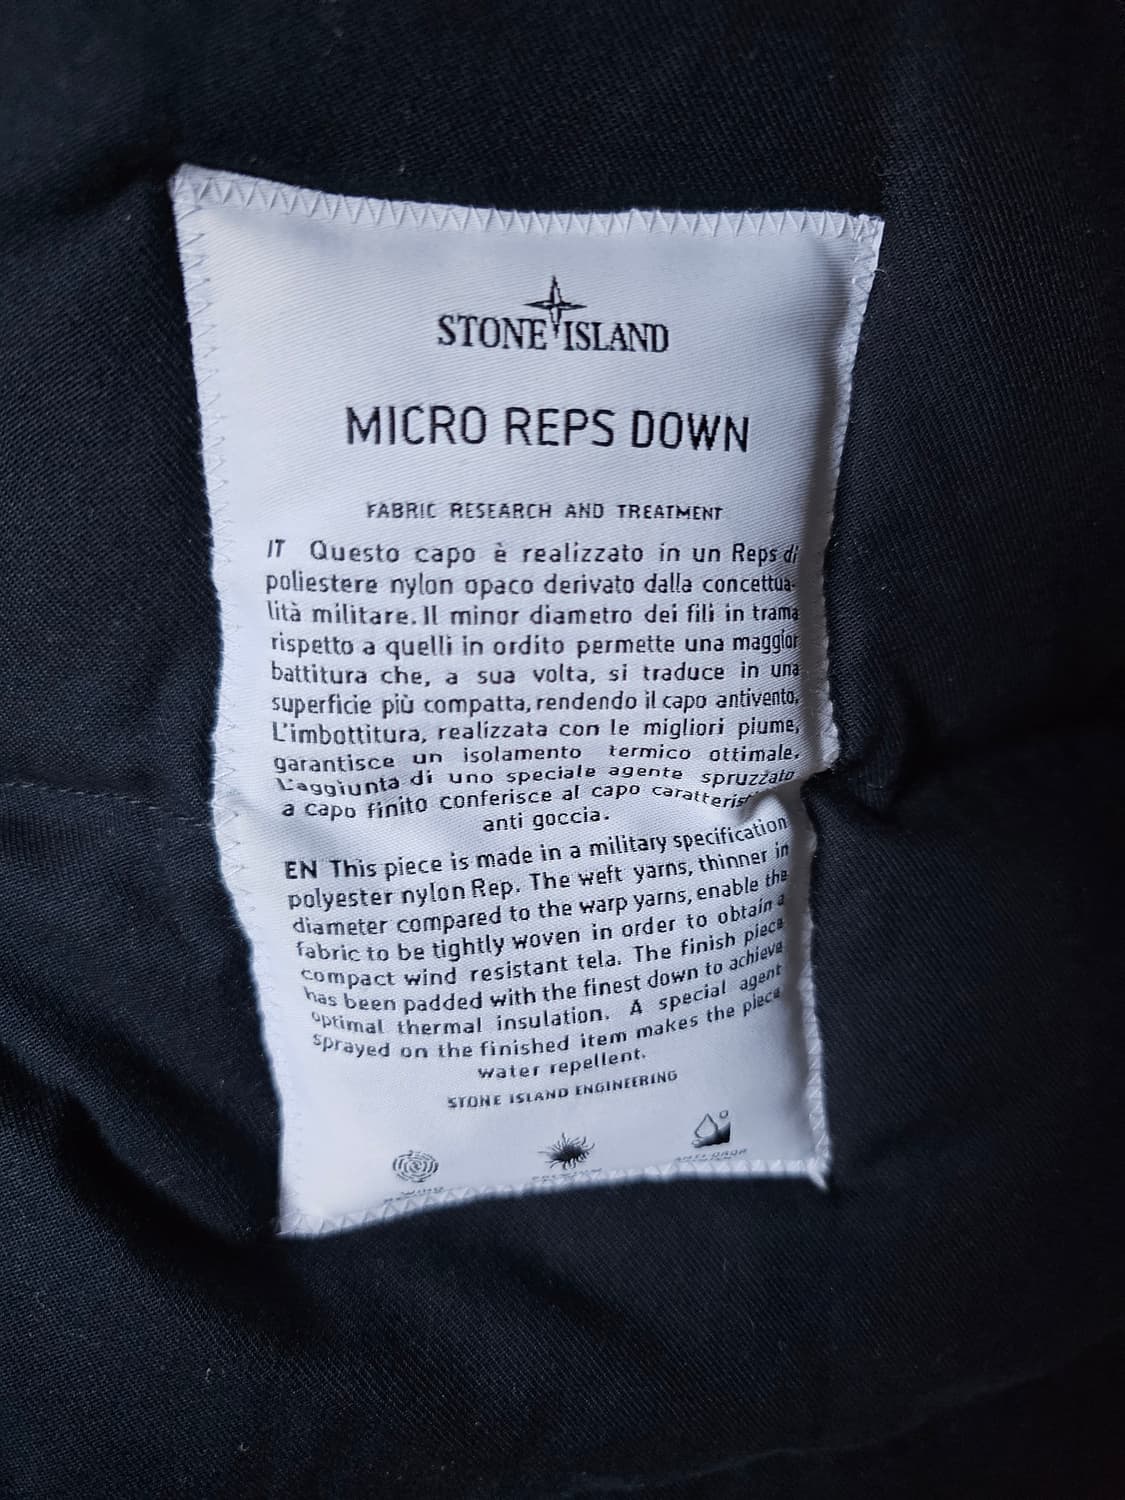 STONE ISLAND
MICRO REPS DOWN
FABRIC RESEARCH AND TREATMENT
IT Questo capo è realizzato in un Reps di
poliestere nylon opaco derivato dalla concettua-
lità militare. Il minor diametro dei fili in trama
rispetto a quelli in ordito permette una maggior
battitura che, a sua volta, si traduce in una
superficie più compatta, rendendo il capo antivento.
L'imbottitura, realizzata con le migliori piume,
garantisce un isolamento termico ottimale.
L'aggiunta di uno speciale agente spruzzato
a capo finito conferisce al capo
anti goccia.
EN This piece is made in a military specification
polyester nylon Rep. The weft yarns, thinner in
diameter compared to the warp yarns, enable the
fabric to be tightly woven in order to obtain a
compact wind resistant tela. The finish piece
has been padded with the finest down to achieve
optimal thermal insulation. A special agent
sprayed on the finished item makes the piece
water repellent.
STONE ISLAND ENGINEERING